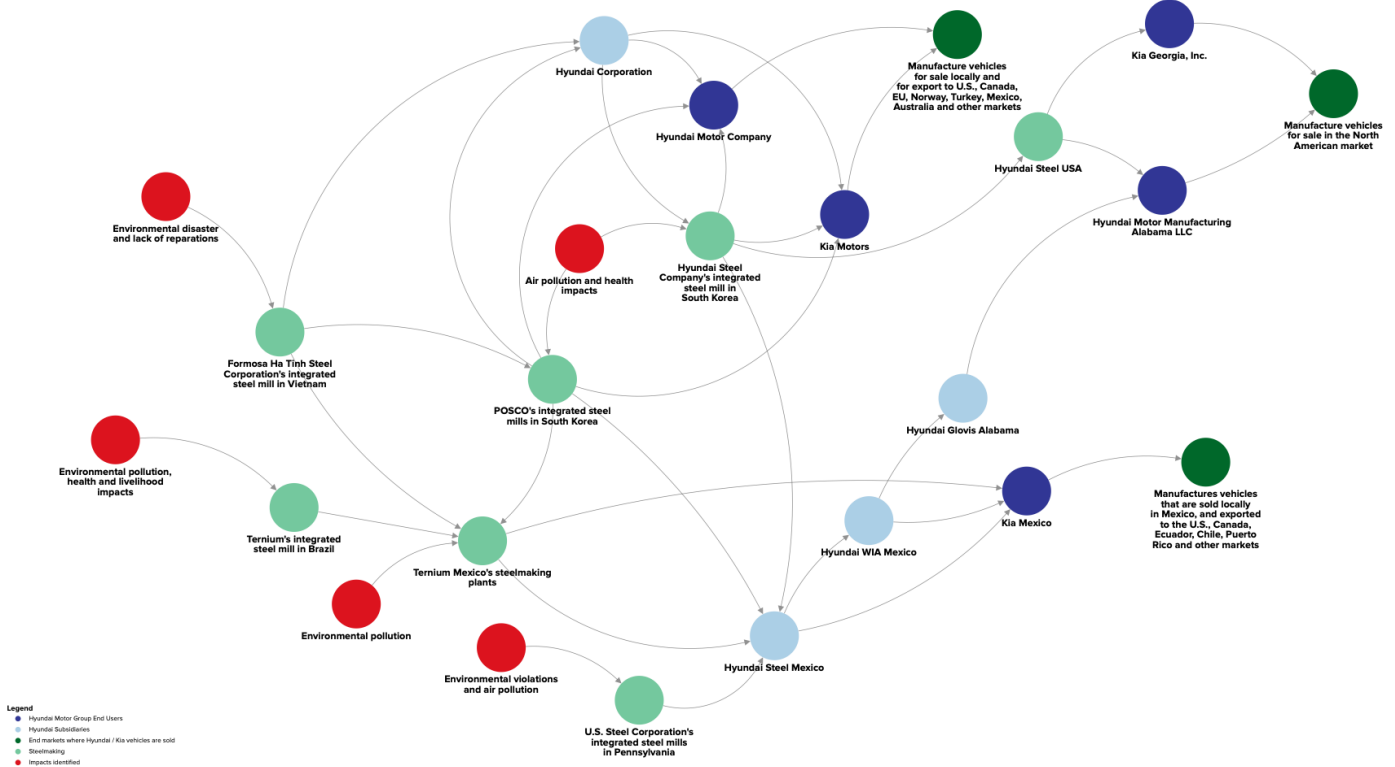 Hyundai Corporation
Manufacture vehicles
for sale locally and
for export to U.S., Canada,
EU, Norway, Turkey, Mexico,
Australia and other markets
Kia Georgia, Inc.
Manufacture vehicles
for sale in the North
American market
Hyundai Motor Company
Hyundai Steel USA
Environmental disaster
and lack of reparations
Hyundai Motor Manufacturing
Alabama LLC
Kia Motors
Air pollution and health
impacts
Hyundai Steel
Company's integrated
steel mill in
South Korea
Formosa Ha Tinh Steel
Corporation's integrated
steel mill in Vietnam
POSCO's integrated steel
mills in South Korea
Hyundai Glovis Alabama
Environmental pollution,
health and livelihood
impacts
Kia Mexico
Manufactures vehicles
that are sold locally
in Mexico, and exported
to the U.S., Canada,
Ecuador, Chile, Puerto
Rico and other markets
Ternium's integrated
steel mill in Brazil
Hyundai WIA Mexico
Ternium Mexico's steelmaking
plants
Environmental pollution
Hyundai Steel Mexico
Environmental violations
and air pollution
U.S. Steel Corporation's
integrated steel mills
in Pennsylvania
Legend
Hyundai Motor Group End Users
Hyundai Subsidiaries
End markets where Hyundai / Kia vehicles are sold
Steelmaking
Impacts identified